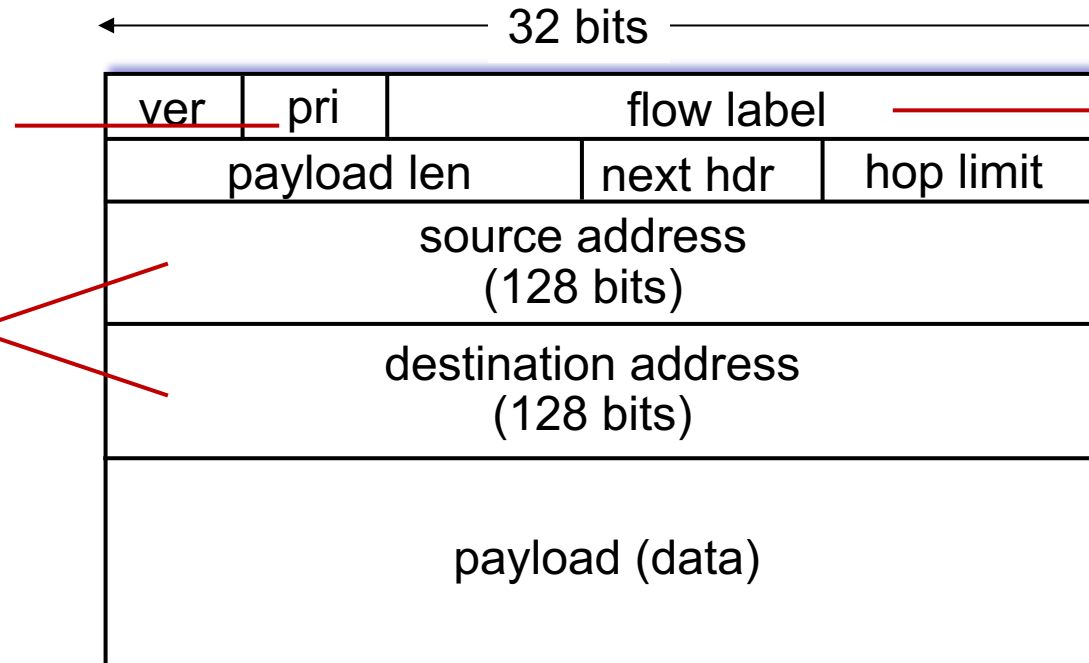 32 bits
ver pri flow label
payload len next hdr hop limit
source address
(128 bits)
destination address
(128 bits)
payload (data)